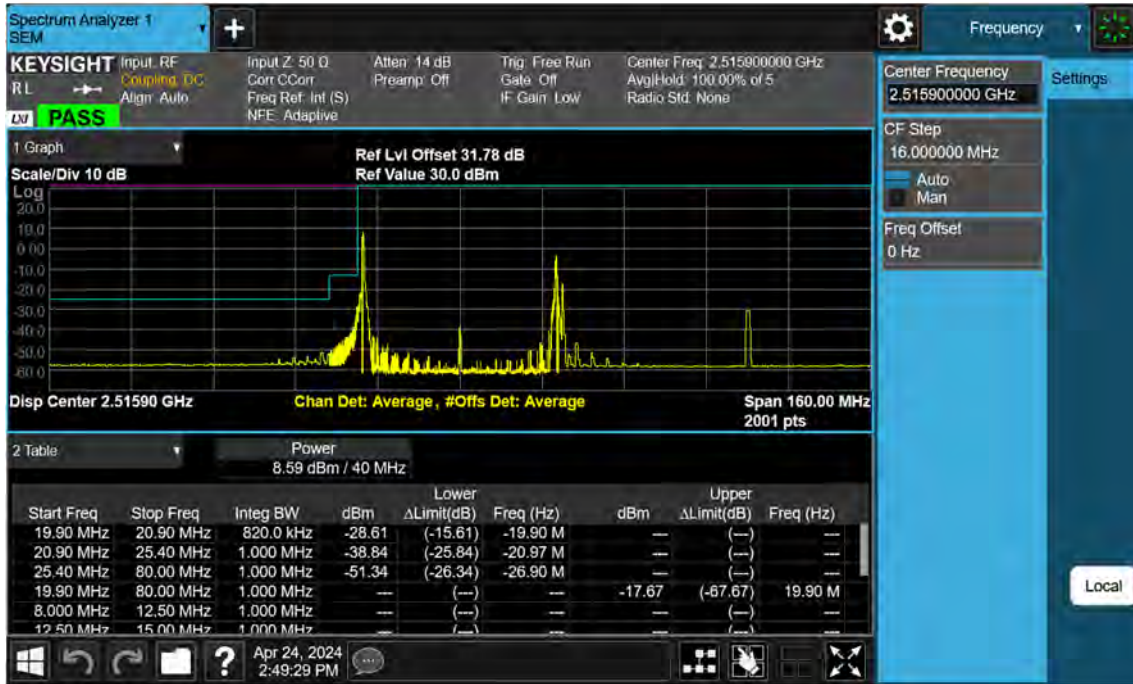 Spectrum Analyzer 1
SEM
+
Frequency
KEYSIGHT
RL
LXI
PASS
Input: RF
Coupling: DC
Align: Auto
Input Z: 50 Ω
Corr CCorr
Freq Ref: Int (S)
NFE: Adaptive
Atten: 14 dB
Preamp: Off
Trig: Free Run
Gate: Off
IF Gain: Low
Center Freq: 2.515900000 GHz
Avg|Hold: 100.00% of 5
Radio Std: None
Center Frequency
2.515900000 GHz
Settings
CF Step
16.000000 MHz
Auto
Man
Freq Offset
0 Hz
1 Graph
Scale/Div 10 dB
Ref Lvl Offset 31.78 dB
Ref Value 30.0 dBm
Log
20.0
10.0
0.00
-10.0
-20.0
-30.0
-40.0
-50.0
-60.0
Disp Center 2.51590 GHz
Chan Det: Average, #Offs Det: Average
Span 160.00 MHz
2001 pts
2 Table
Power
8.59 dBm / 40 MHz
Lower Upper
Start Freq Stop Freq Integ BW dBm ΔLimit(dB) Freq (Hz) dBm ΔLimit(dB) Freq (Hz)
19.90 MHz 20.90 MHz 820.0 kHz -28.61 (-15.61) -19.90 M --- (---) ---
20.90 MHz 25.40 MHz 1.000 MHz -38.84 (-25.84) -20.97 M --- (---) ---
25.40 MHz 80.00 MHz 1.000 MHz -51.34 (-26.34) -26.90 M --- (---) ---
19.90 MHz 80.00 MHz 1.000 MHz --- (---) --- -17.67 (-67.67) 19.90 M
8.000 MHz 12.50 MHz 1.000 MHz --- (---) --- --- (---) ---
12.50 MHz 15.00 MHz 1.000 MHz --- (---) --- --- (---) ---
Local
?
Apr 24, 2024
2:49:29 PM